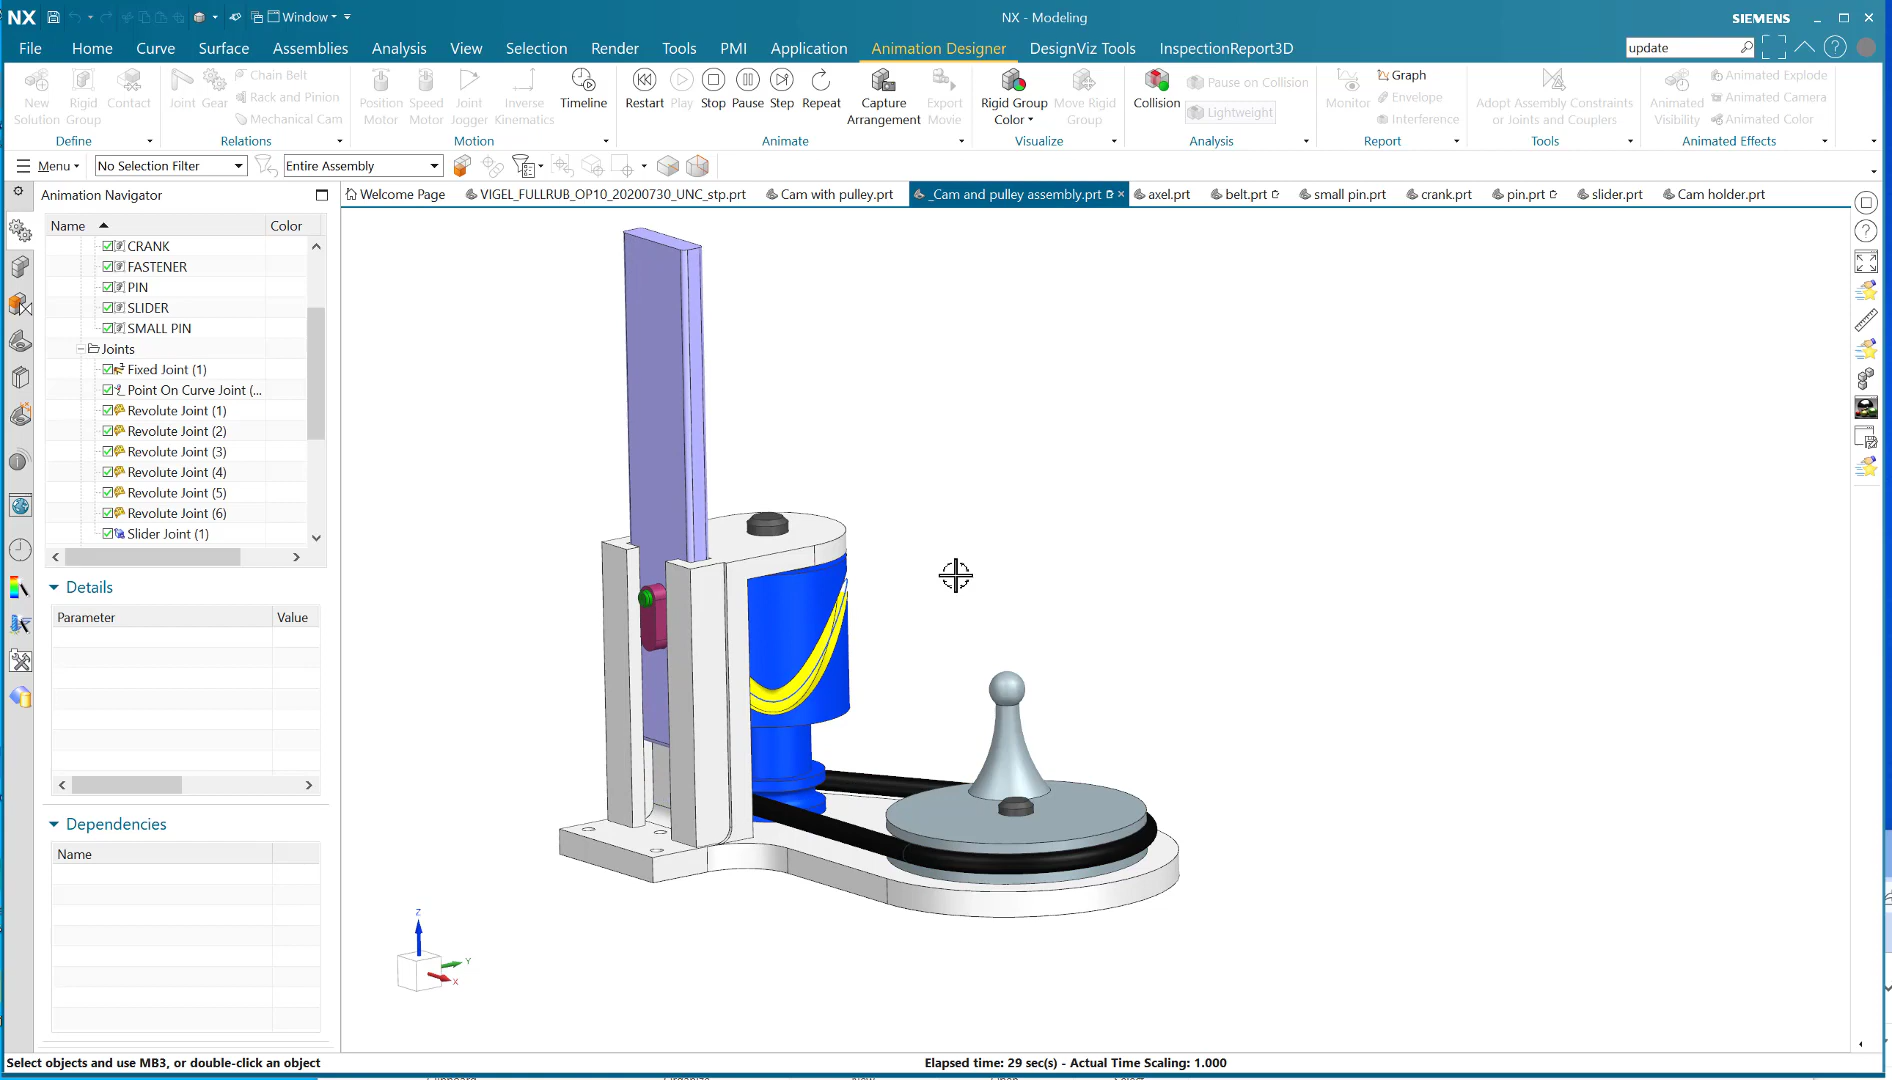 NX
Window
NX - Modeling
SIEMENS
File Home Curve Surface Assemblies Analysis View Selection Render Tools PMI Application Animation Designer DesignViz Tools InspectionReport3D
update
New Solution
Rigid Group
Contact
Define
Joint
Gear
Chain Belt
Rack and Pinion
Mechanical Cam
Relations
Position Motor
Speed Motor
Joint Jogger
Inverse Kinematics
Timeline
Motion
Restart
Play
Stop
Pause
Step
Repeat
Capture Arrangement
Export Movie
Animate
Rigid Group Color
Move Rigid Group
Visualize
Collision
Pause on Collision
Lightweight
Analysis
Monitor
Graph
Envelope
Interference
Report
Adopt Assembly Constraints or Joints and Couplers
Tools
Animated Visibility
Animated Explode
Animated Camera
Animated Color
Animated Effects
Menu
No Selection Filter
Entire Assembly
Animation Navigator
Welcome Page
VIGEL_FULLRUB_OP10_20200730_UNC_stp.prt
Cam with pulley.prt
_Cam and pulley assembly.prt
axel.prt
belt.prt
small pin.prt
crank.prt
pin.prt
slider.prt
Cam holder.prt
Name
Color
CRANK
FASTENER
PIN
SLIDER
SMALL PIN
Joints
Fixed Joint (1)
Point On Curve Joint (...
Revolute Joint (1)
Revolute Joint (2)
Revolute Joint (3)
Revolute Joint (4)
Revolute Joint (5)
Revolute Joint (6)
Slider Joint (1)
Details
Parameter
Value
Dependencies
Name
Z
Y
X
Select objects and use MB3, or double-click an object
Elapsed time: 29 sec(s) - Actual Time Scaling: 1.000